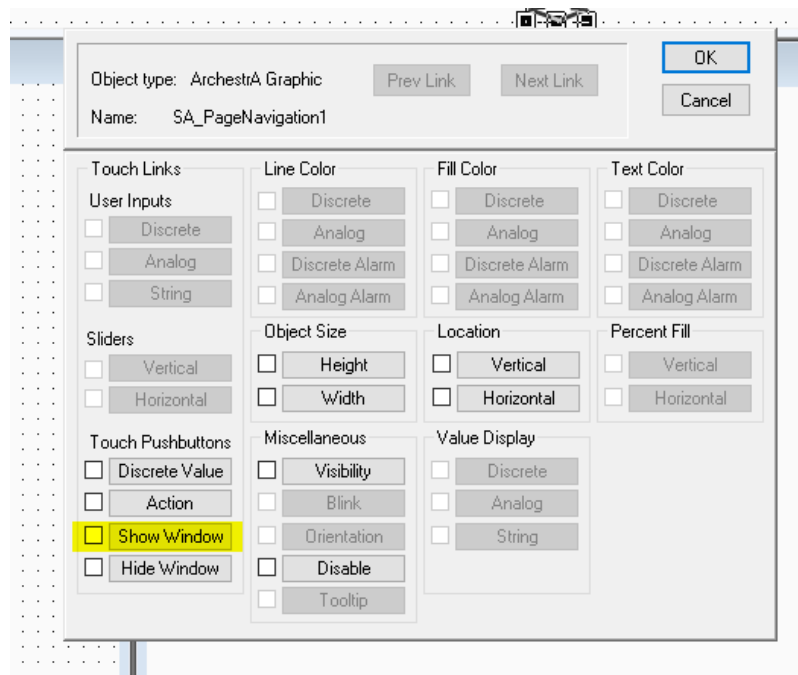 Object type: ArchestrA Graphic
Prev Link
Next Link
OK
Name: SA_PageNavigation1
Cancel
Touch Links
User Inputs
Discrete
Analog
String
Sliders
Vertical
Horizontal
Touch Pushbuttons
Discrete Value
Action
Show Window
Hide Window
Line Color
Discrete
Analog
Discrete Alarm
Analog Alarm
Object Size
Height
Width
Miscellaneous
Visibility
Blink
Orientation
Disable
Tooltip
Fill Color
Discrete
Analog
Discrete Alarm
Analog Alarm
Location
Vertical
Horizontal
Value Display
Discrete
Analog
String
Text Color
Discrete
Analog
Discrete Alarm
Analog Alarm
Percent Fill
Vertical
Horizontal